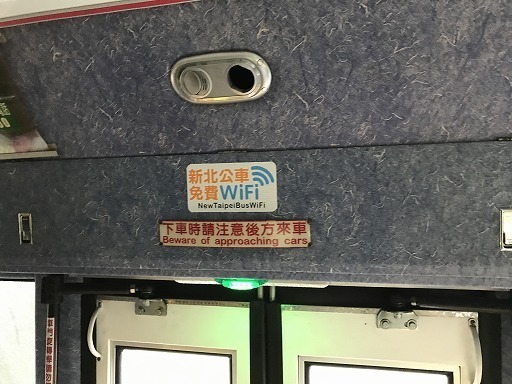 新北公車
免費WiFi
NewTaipeiBusWiFi
下車時請注意後方來車
Beware of approaching cars